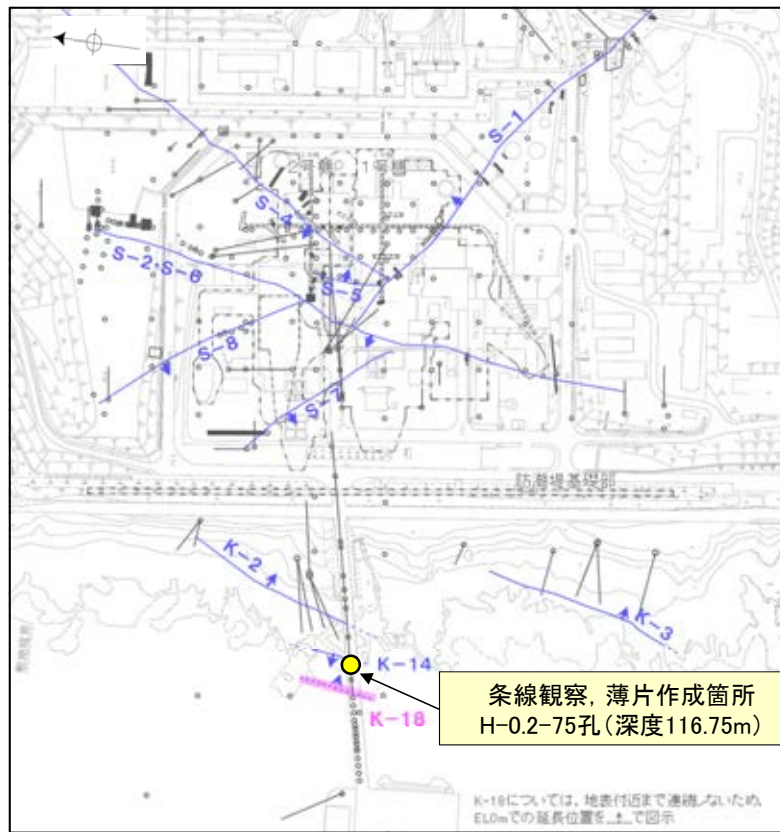 S-1
S-4
S-2・S-6
S-5
S-8
S-7
防潮堤基礎部
K-2
K-3
K-14
条線観察，薄片作成箇所
H-0.2-75孔(深度116.75m)
K-18
K-18については、地表付近まで連続しないため、
EL0mでの延長位置を
で図示